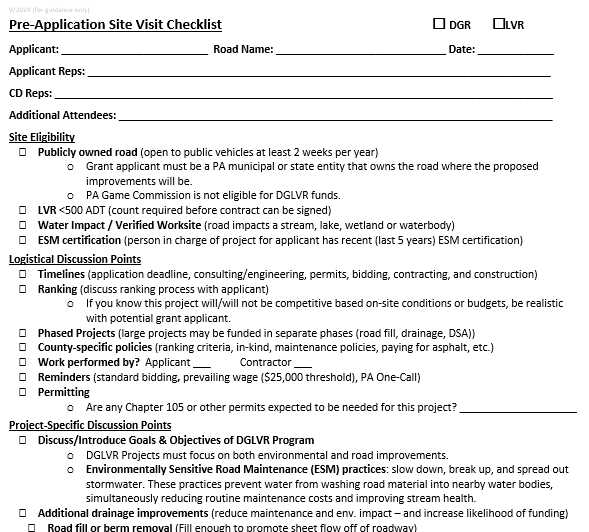 Pre-Application Site Visit Checklist ☐ DGR ☐LVR
Applicant: ___________________________ Road Name: _______________________________ Date: ______________
Applicant Reps: ____________________________________________________________________________________
CD Reps: ___________________________________________________________________________________________
Additional Attendees: _______________________________________________________________________________
Site Eligibility
☐ Publicly owned road (open to public vehicles at least 2 weeks per year)
o Grant applicant must be a PA municipal or state entity that owns the road where the proposed
improvements will be.
o PA Game Commission is not eligible for DGLVR funds.
☐ LVR <500 ADT (count required before contract can be signed)
☐ Water Impact / Verified Worksite (road impacts a stream, lake, wetland or waterbody)
☐ ESM certification (person in charge of project for applicant has recent (last 5 years) ESM certification)
Logistical Discussion Points
☐ Timelines (application deadline, consulting/engineering, permits, bidding, contracting, and construction)
☐ Ranking (discuss ranking process with applicant)
o If you know this project will/will not be competitive based on-site conditions or budgets, be realistic
with potential grant applicant.
☐ Phased Projects (large projects may be funded in separate phases (road fill, drainage, DSA))
☐ County-specific policies (ranking criteria, in-kind, maintenance policies, paying for asphalt, etc.)
☐ Work performed by? Applicant ___ Contractor ___
☐ Reminders (standard bidding, prevailing wage ($25,000 threshold), PA One-Call)
☐ Permitting
o Are any Chapter 105 or other permits expected to be needed for this project? ____________________
Project-Specific Discussion Points
☐ Discuss/Introduce Goals & Objectives of DGLVR Program
o DGLVR Projects must focus on both environmental and road improvements.
o Environmentally Sensitive Road Maintenance (ESM) practices: slow down, break up, and spread out
stormwater. These practices prevent water from washing road material into nearby water bodies,
simultaneously reducing routine maintenance costs and improving stream health.
☐ Additional drainage improvements (reduce maintenance and env. impact – and increase likelihood of funding)
☐ Road fill or berm removal (Fill enough to promote sheet flow off of roadway)